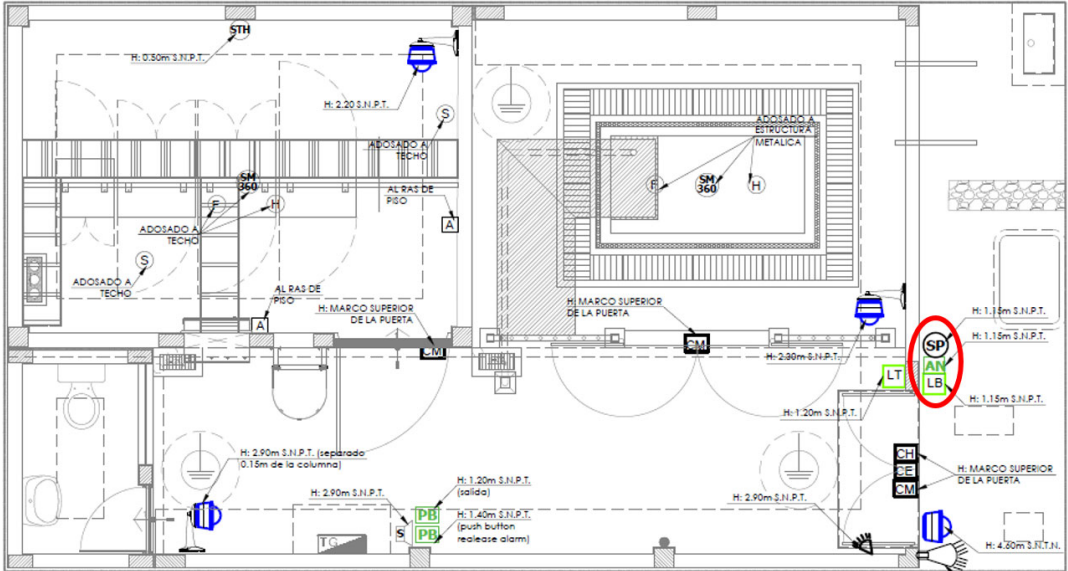 STH
H: 0.50m S.N.P.T.
H: 2.20 S.N.P.T.
S
ADOSADO A
TECHO
ADOSADO A
ESTRUCTURA
METALICA
SM
360
F
H
AL RAS DE
PISO
A
ADOSADO A
TECHO
F
SM
360
H
S
ADOSADO A
TECHO
AL RAS DE
PISO
A
H: MARCO SUPERIOR
DE LA PUERTA
CM
H: MARCO SUPERIOR
DE LA PUERTA
CM
H: 2.30m S.N.P.T.
H: 1.15m S.N.P.T.
SP
H: 1.15m S.N.P.T.
AN
LT
LB
H: 1.15m S.N.P.T.
H: 1.20m S.N.P.T.
H: 2.90m S.N.P.T. (separado
0.15m de la columna)
CH
CE
CM
H: MARCO SUPERIOR
DE LA PUERTA
H: 2.90m S.N.P.T.
H: 1.20m S.N.P.T.
(salida)
PB
H: 1.40m S.N.P.T.
(push button
realease alarm)
PB
S
TG
H: 2.90m S.N.P.T.
H: 4.60m S.N.T.N.